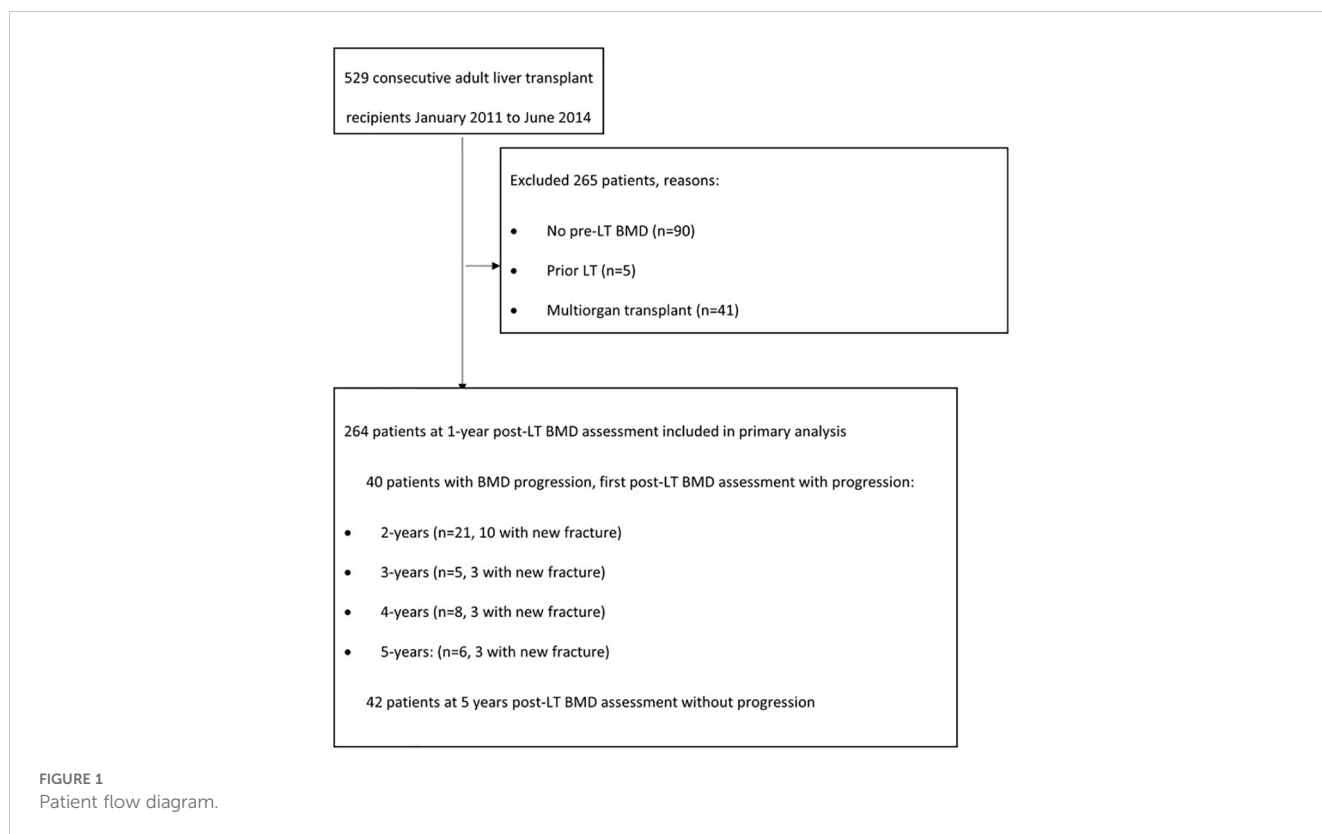 529 consecutive adult liver transplant
recipients January 2011 to June 2014
Excluded 265 patients, reasons:
• No pre-LT BMD (n=90)
• Prior LT (n=5)
• Multiorgan transplant (n=41)
264 patients at 1-year post-LT BMD assessment included in primary analysis
40 patients with BMD progression, first post-LT BMD assessment with progression:
• 2-years (n=21, 10 with new fracture)
• 3-years (n=5, 3 with new fracture)
• 4-years (n=8, 3 with new fracture)
• 5-years: (n=6, 3 with new fracture)
42 patients at 5 years post-LT BMD assessment without progression
FIGURE 1
Patient flow diagram.